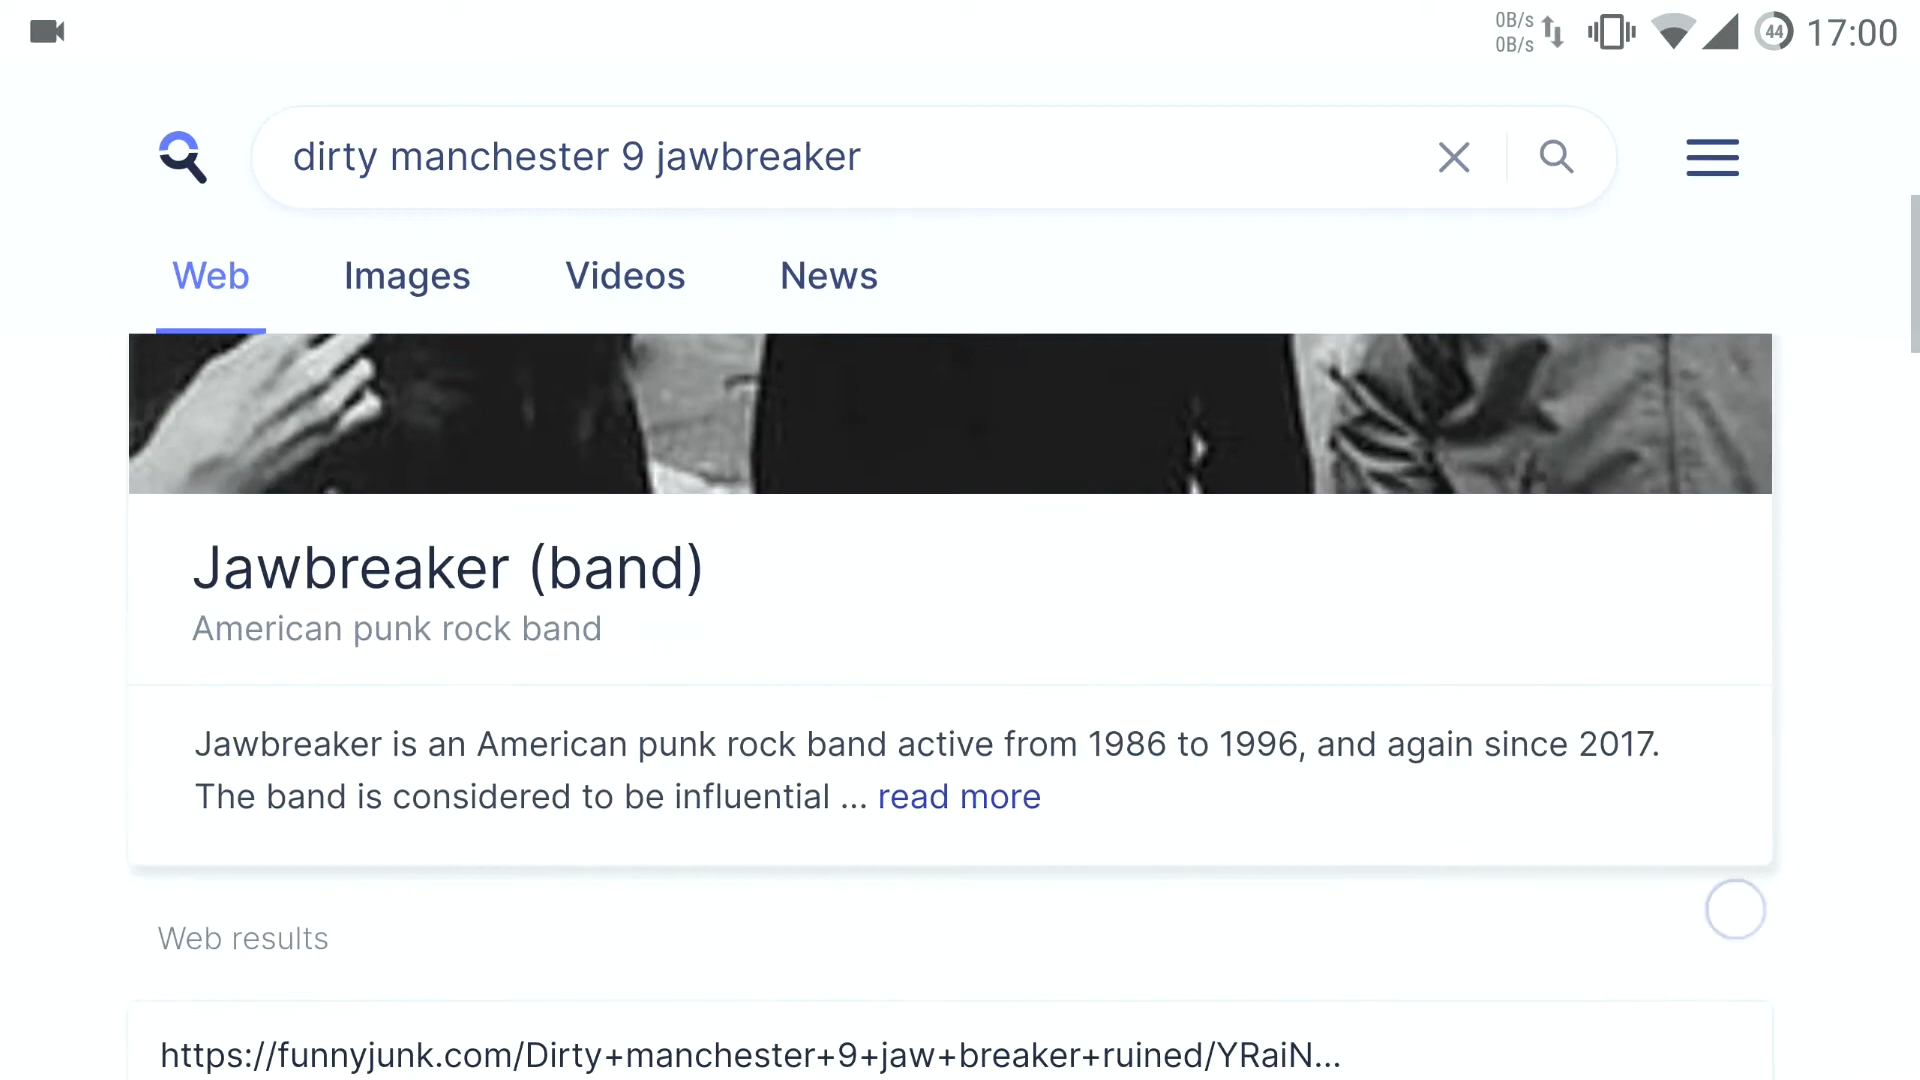 0B/s
0B/s
44
17:00
dirty manchester 9 jawbreaker
Web Images Videos News
Jawbreaker (band)
American punk rock band
Jawbreaker is an American punk rock band active from 1986 to 1996, and again since 2017.
The band is considered to be influential ... read more
Web results
https://funnyjunk.com/Dirty+manchester+9+jaw+breaker+ruined/YRaiN...